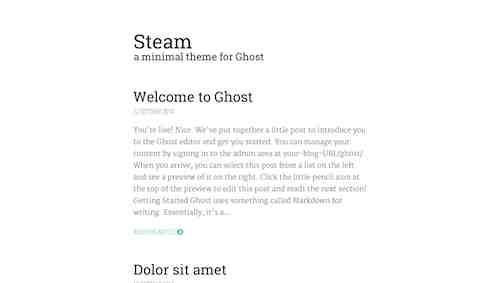 Steam
a minimal theme for Ghost
Welcome to Ghost
You're live! Nice. We've put together a little post to introduce you
to the Ghost editor and get you started. You can manage your
content by signing in to the admin area at your-blog-URL/ghost/
When you arrive, you can select this post from a list on the left
and see a preview of it on the right. Click the little pencil icon at
the top of the preview to edit this post and read the next section!
Getting Started Ghost uses something called Markdown for
writing. Essentially, it's a...
Dolor sit amet